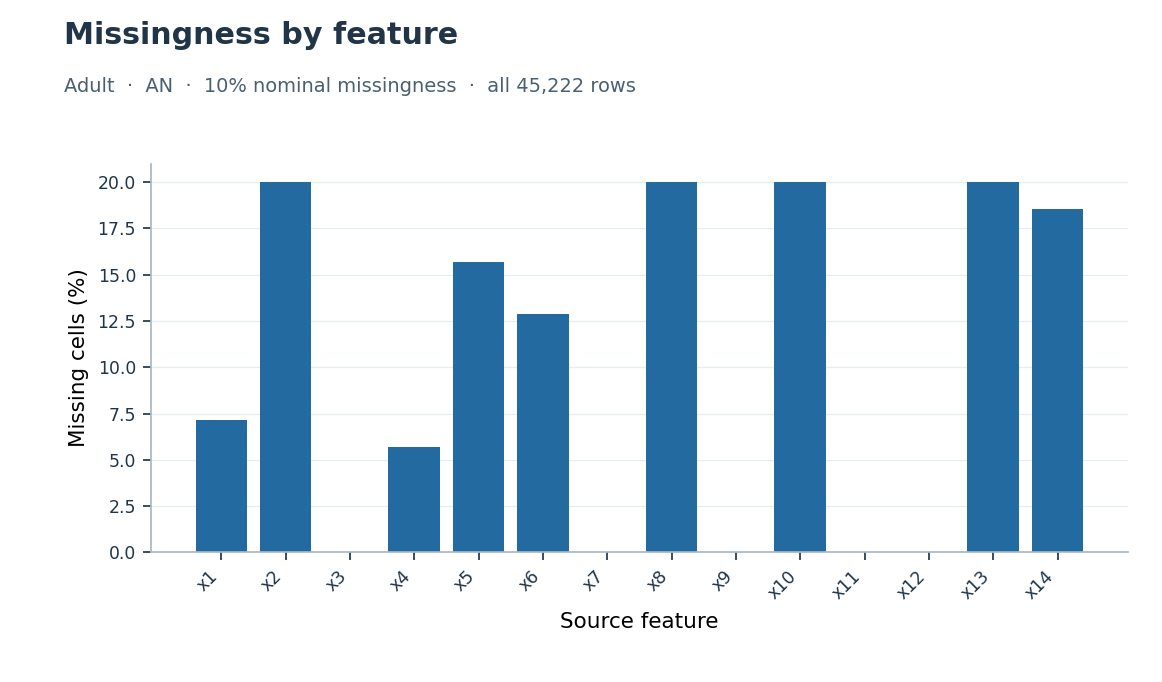 Missingness by feature
Adult · AN · 10% nominal missingness · all 45,222 rows
Missing cells (%)
20.0
17.5
15.0
12.5
10.0
7.5
5.0
2.5
0.0
x1 x2 x3 x4 x5 x6 x7 x8 x9 x10 x11 x12 x13 x14
Source feature